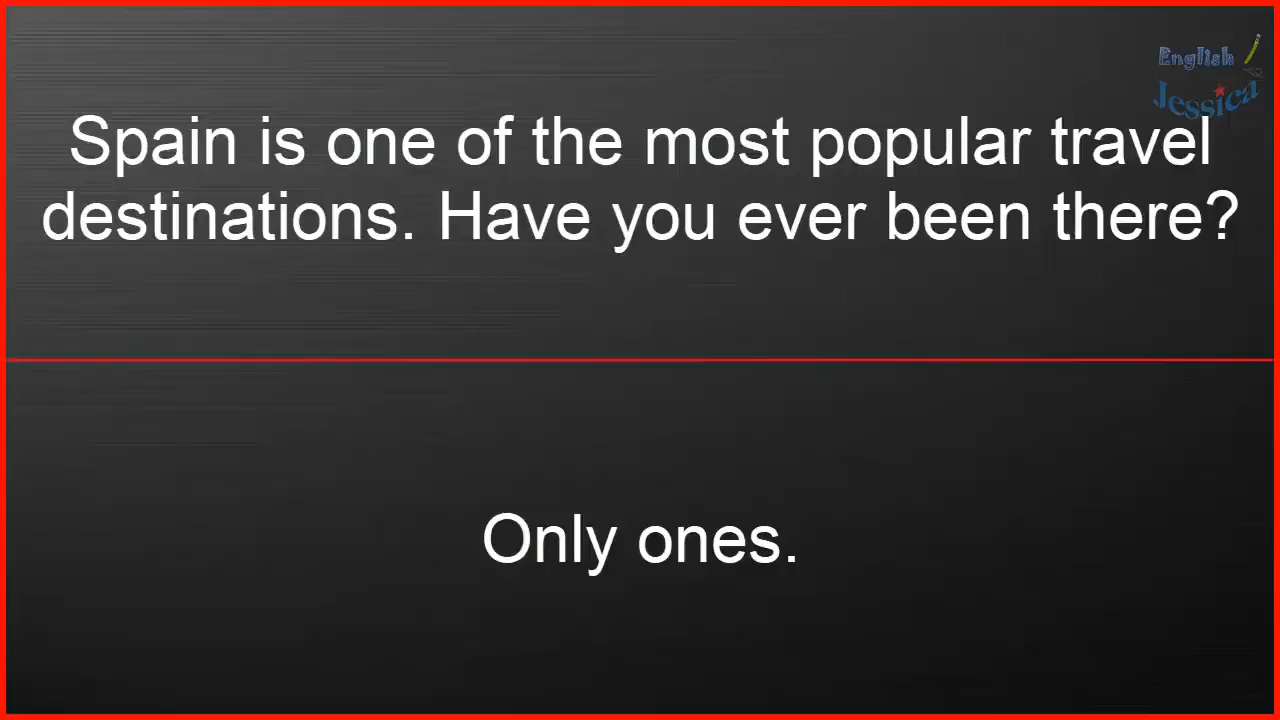 English
Jessica
Spain is one of the most popular travel
destinations. Have you ever been there?
Only ones.